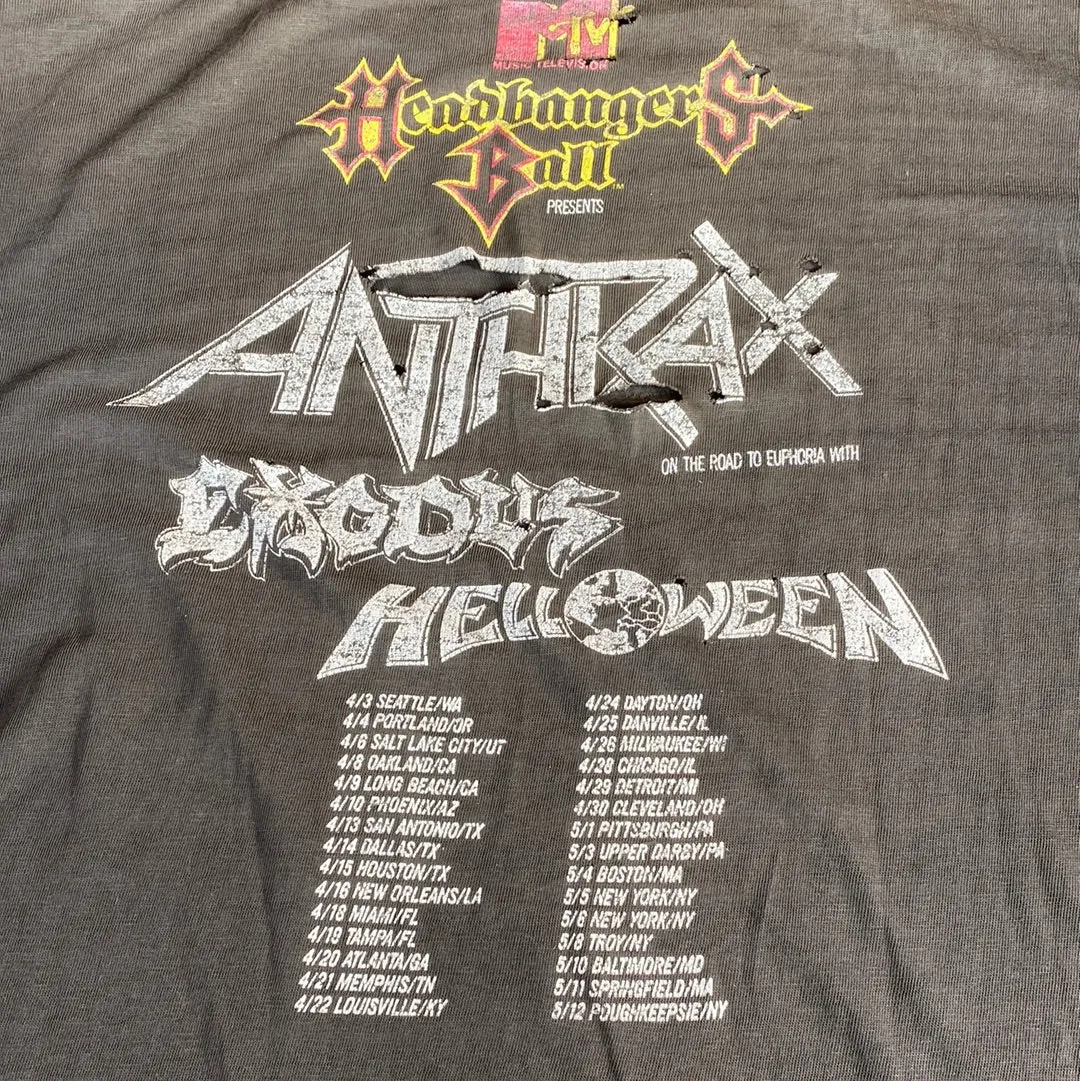 MTV
MUSIC TELEVISION
Headbangers
Ball™
PRESENTS
ANTHRAX
ON THE ROAD TO EUPHORIA WITH
EXODUS
HELLOWEEN
4/3 SEATTLE/WA
4/4 PORTLAND/OR
4/6 SALT LAKE CITY/UT
4/8 OAKLAND/CA
4/9 LONG BEACH/CA
4/10 PHOENIX/AZ
4/13 SAN ANTONIO/TX
4/14 DALLAS/TX
4/15 HOUSTON/TX
4/16 NEW ORLEANS/LA
4/18 MIAMI/FL
4/19 TAMPA/FL
4/20 ATLANTA/GA
4/21 MEMPHIS/TN
4/22 LOUISVILLE/KY
4/24 DAYTON/OH
4/25 DANVILLE/IL
4/26 MILWAUKEE/WI
4/28 CHICAGO/IL
4/29 DETROIT/MI
4/30 CLEVELAND/OH
5/1 PITTSBURGH/PA
5/3 UPPER DARBY/PA
5/4 BOSTON/MA
5/5 NEW YORK/NY
5/6 NEW YORK/NY
5/8 TROY/NY
5/10 BALTIMORE/MD
5/11 SPRINGFIELD/MA
5/12 POUGHKEEPSIE/NY